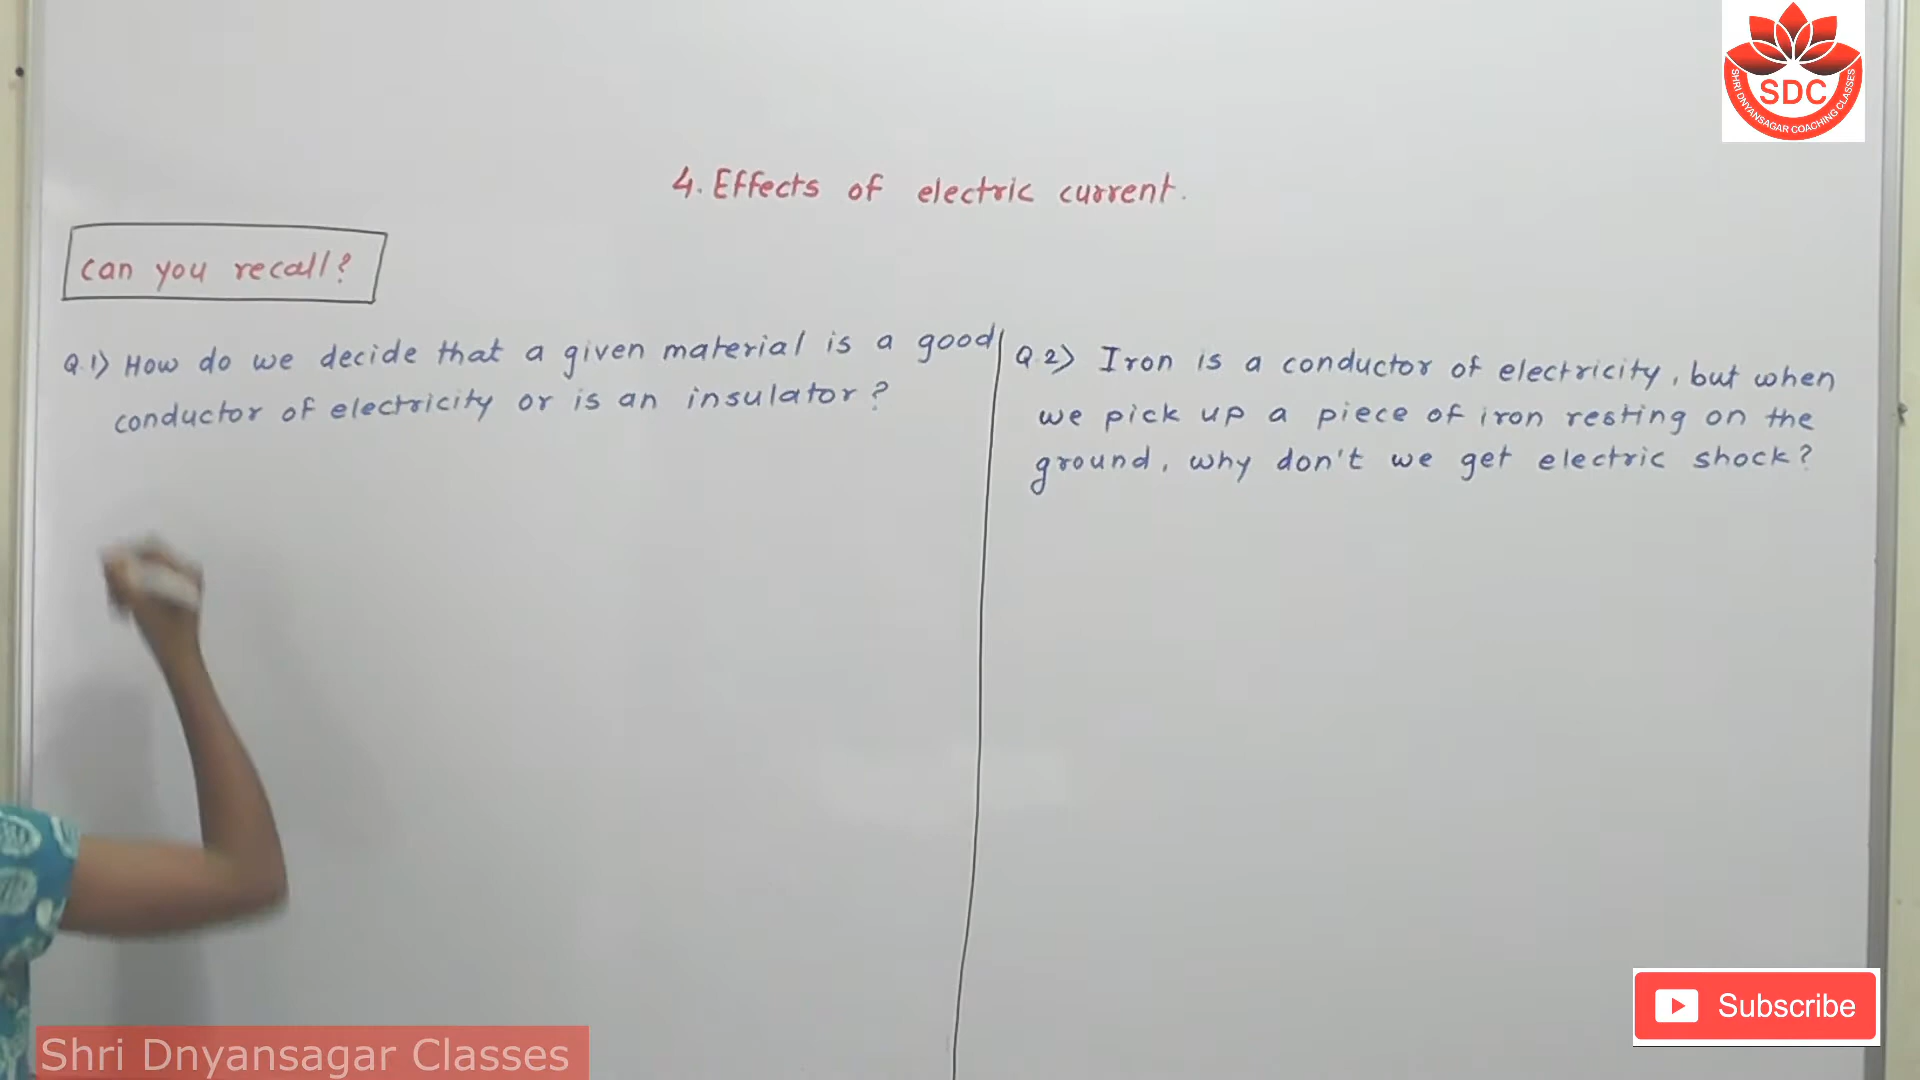 SDC
SHRI DNYANSAGAR COACHING CLASSES
4. Effects of electric current.
can you recall?
Q.1) How do we decide that a given material is a good
conductor of electricity or is an insulator?
Q.2) Iron is a conductor of electricity, but when
we pick up a piece of iron resting on the
ground, why don't we get electric shock?
Subscribe
Shri Dnyansagar Classes